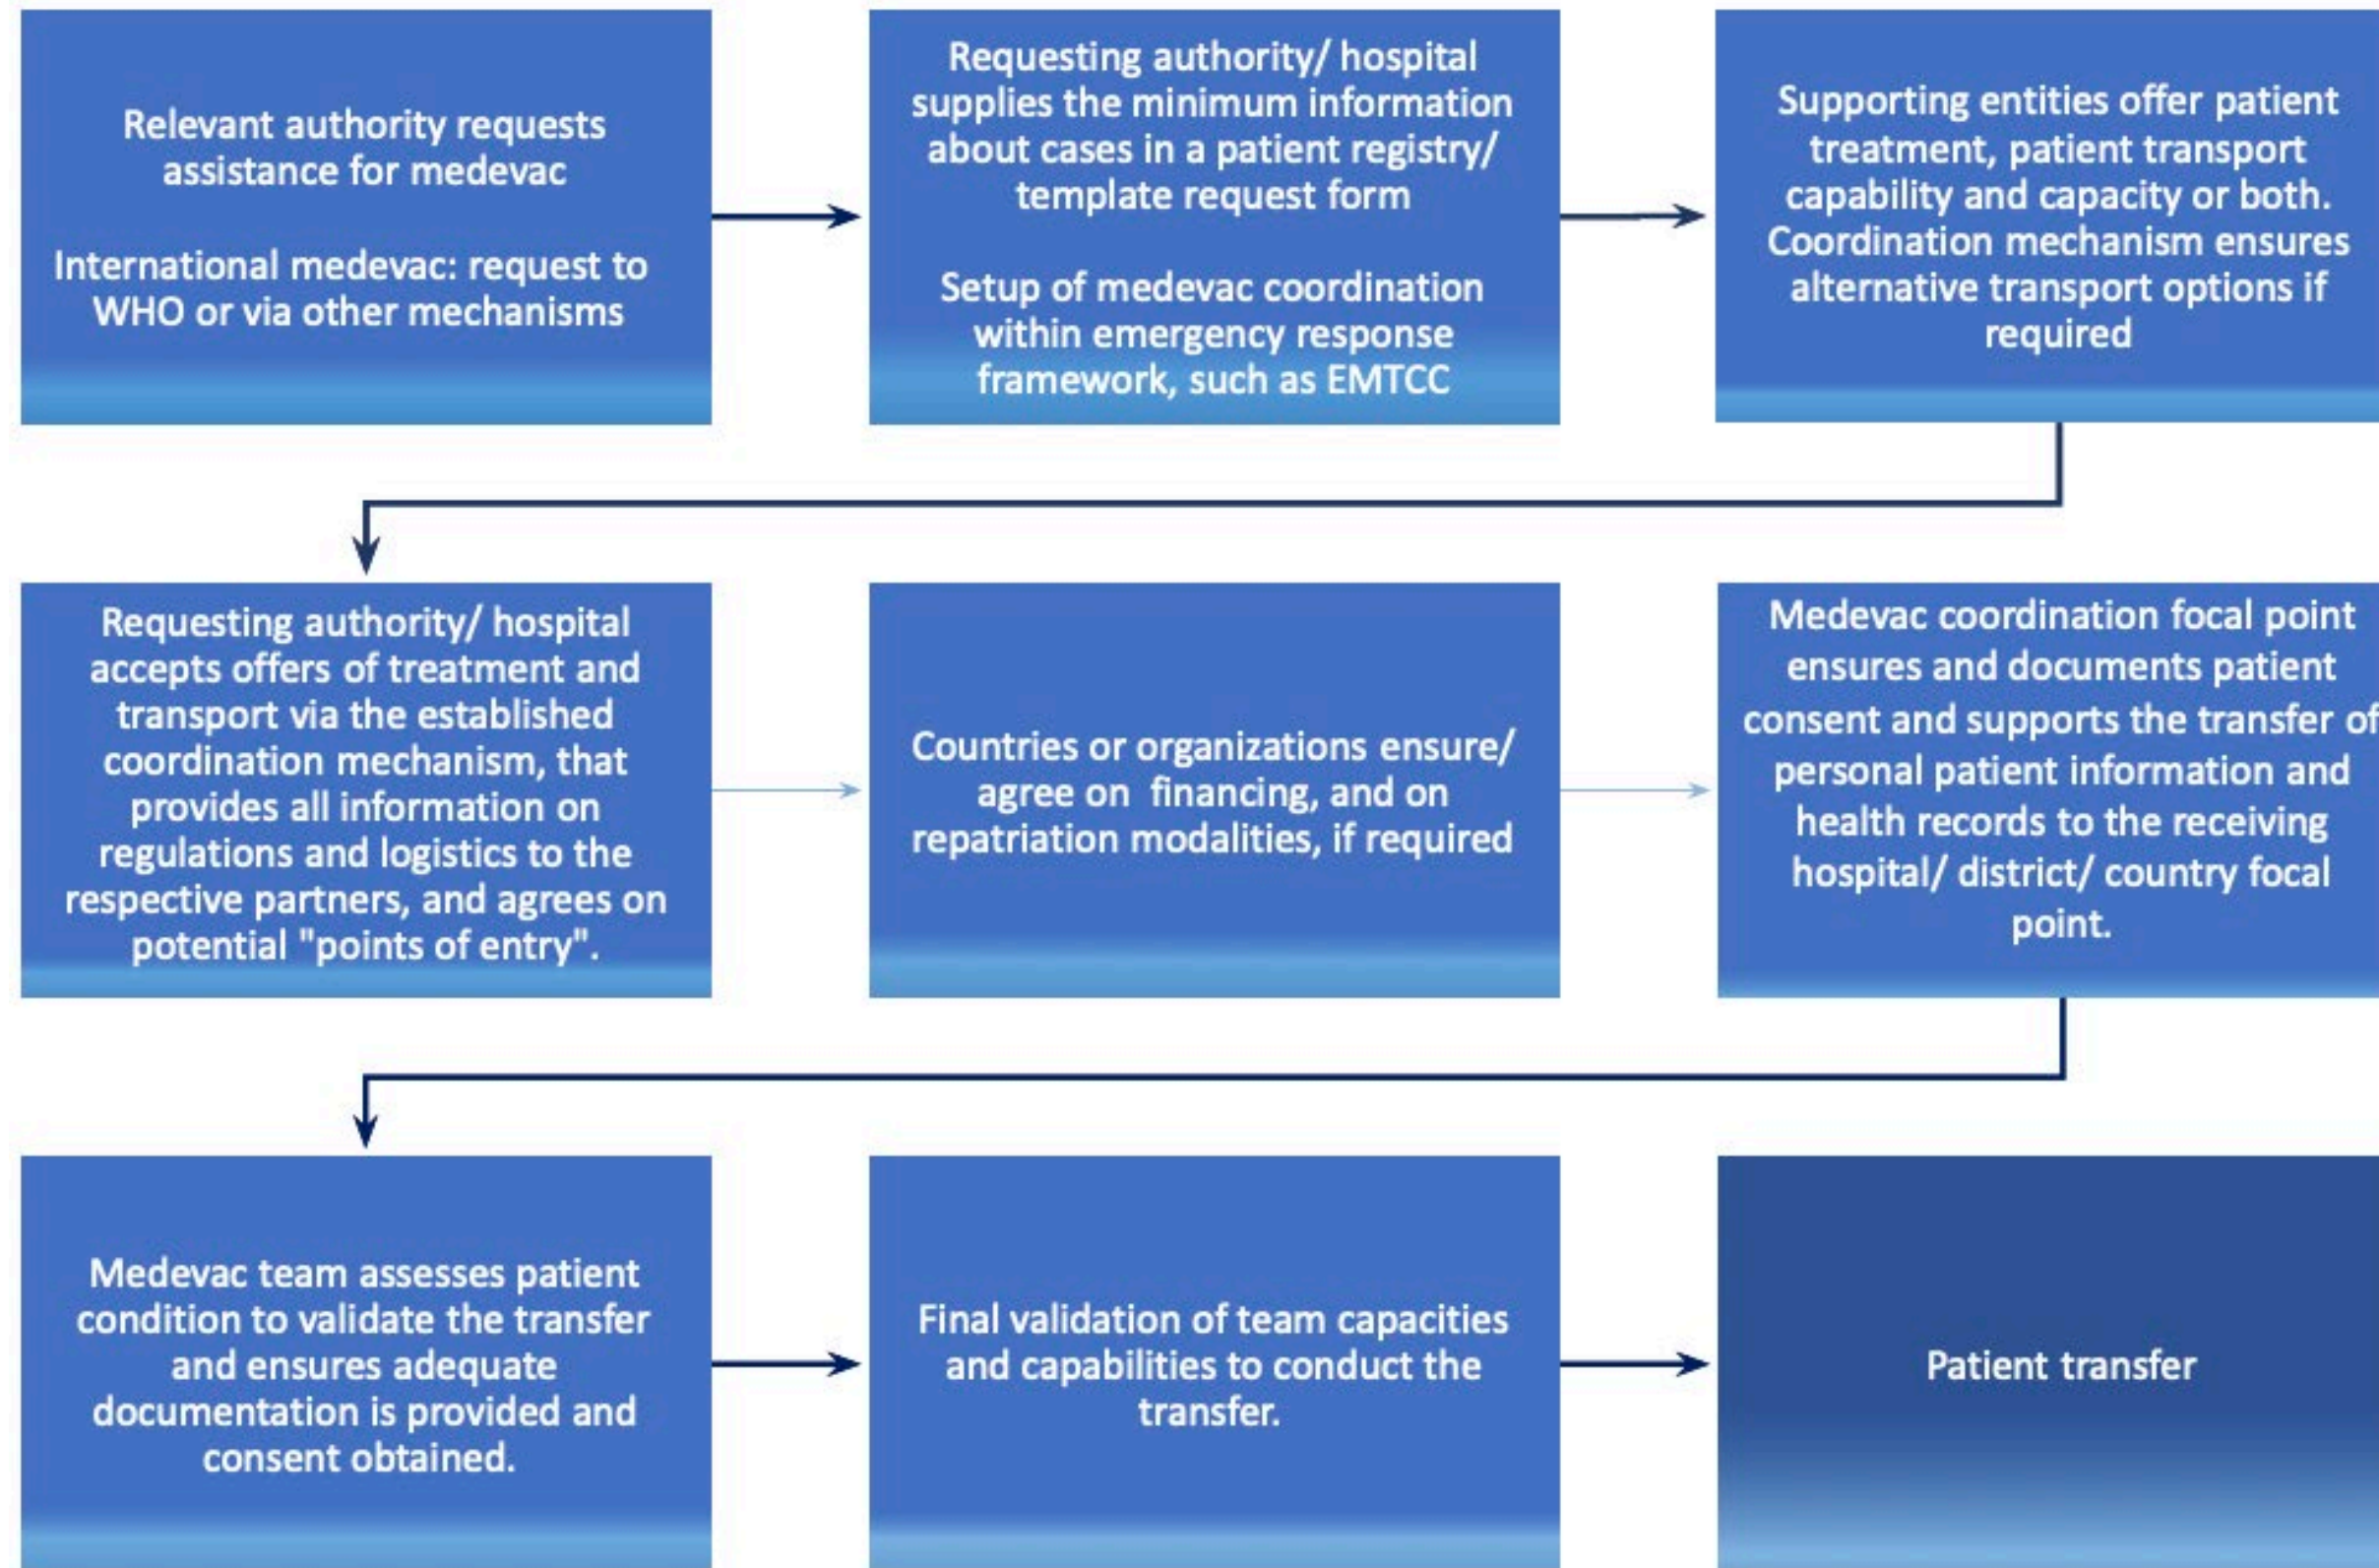 Relevant authority requests
assistance for medevac
International medevac: request to
WHO or via other mechanisms
Requesting authority/ hospital
supplies the minimum information
about cases in a patient registry/
template request form
Setup of medevac coordination
within emergency response
framework, such as EMTCC
Supporting entities offer patient
treatment, patient transport
capability and capacity or both.
Coordination mechanism ensures
alternative transport options if
required
Requesting authority/ hospital
accepts offers of treatment and
transport via the established
coordination mechanism, that
provides all information on
regulations and logistics to the
respective partners, and agrees on
potential "points of entry".
Countries or organizations ensure/
agree on  financing, and on
repatriation modalities, if required
Medevac coordination focal point
ensures and documents patient
consent and supports the transfer of
personal patient information and
health records to the receiving
hospital/ district/ country focal
point.
Medevac team assesses patient
condition to validate the transfer
and ensures adequate
documentation is provided and
consent obtained.
Final validation of team capacities
and capabilities to conduct the
transfer.
Patient transfer